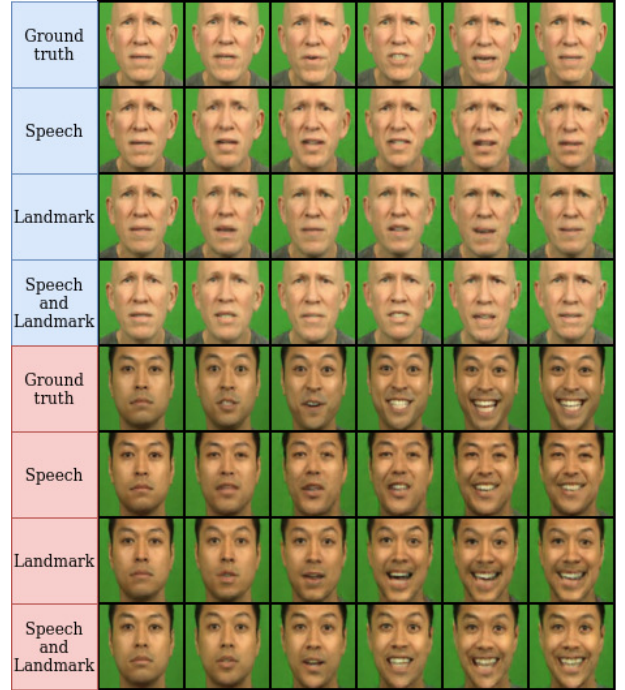 Ground
truth
Speech
Landmark
Speech
and
Landmark
Ground
truth
Speech
Landmark
Speech
and
Landmark